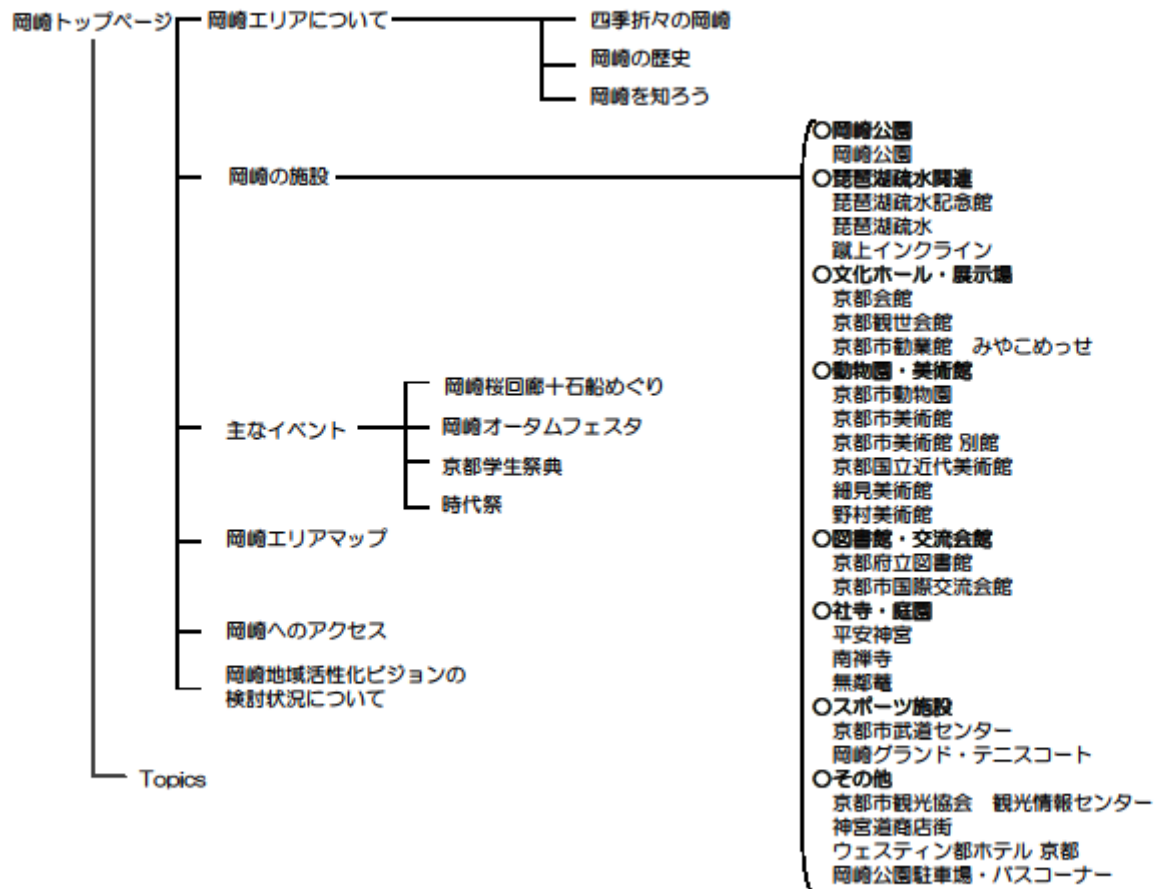 岡崎トップページ
岡崎エリアについて
四季折々の岡崎
岡崎の歴史
岡崎を知ろう
岡崎の施設
〇岡崎公園
岡崎公園
〇琵琶湖疏水関連
琵琶湖疏水記念館
琵琶湖疏水
蹴上インクライン
〇文化ホール・展示場
京都会館
京都観世会館
京都市勧業館　みやこめっせ
〇動物園・美術館
京都市動物園
京都市美術館
京都市美術館 別館
京都国立近代美術館
細見美術館
野村美術館
〇図書館・交流会館
京都府立図書館
京都市国際交流会館
〇社寺・庭園
平安神宮
南禅寺
無鄰菴
〇スポーツ施設
京都市武道センター
岡崎グランド・テニスコート
〇その他
京都市観光協会　観光情報センター
神宮道商店街
ウェスティン都ホテル 京都
岡崎公園駐車場・バスコーナー
主なイベント
岡崎桜回廊十石船めぐり
岡崎オータムフェスタ
京都学生祭典
時代祭
岡崎エリアマップ
岡崎へのアクセス
岡崎地域活性化ビジョンの
検討状況について
Topics